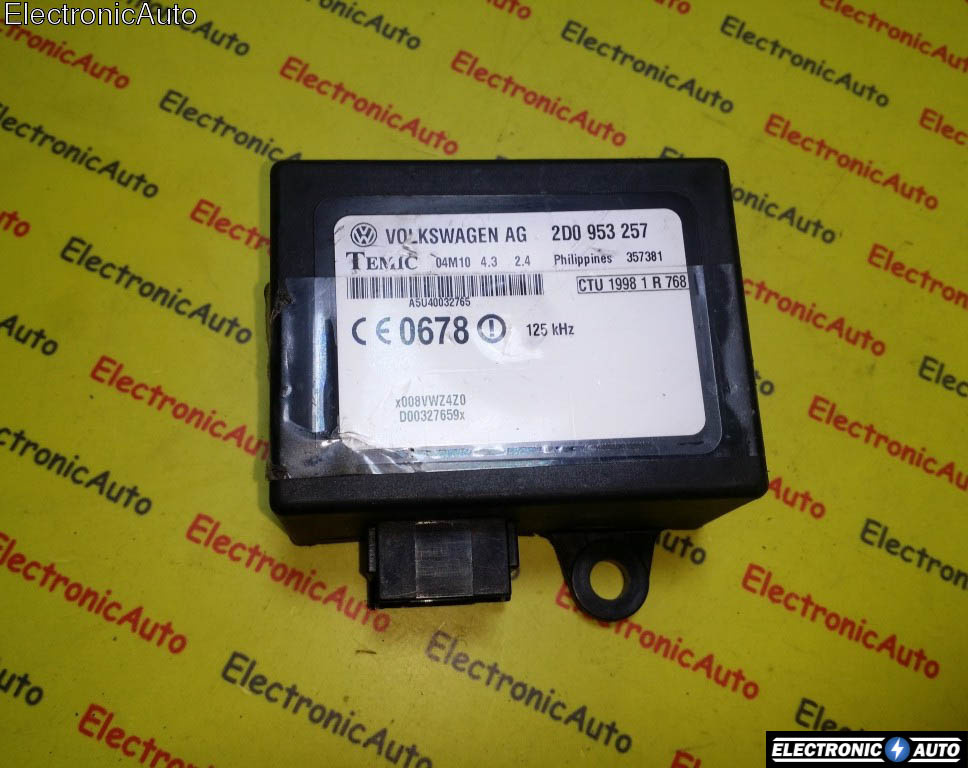 ElectronicAuto
VOLKSWAGEN AG 2D0 953 257
TEMIC 04M10 4.3 2.4 Philippines 357381
A5U40032765
CTU 1998 1 R 768
CE 0678 125 kHz
x008VWZ4Z0
D00327659x
ELECTRONIC AUTO